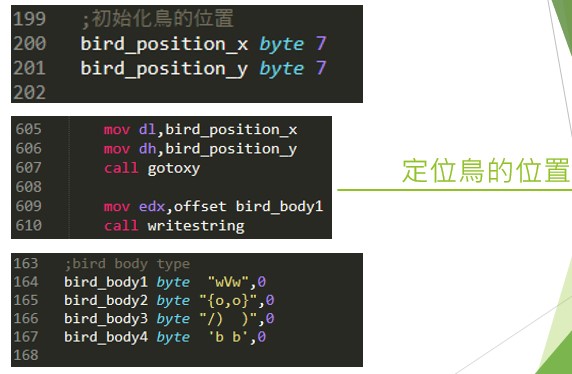 199 ;初始化鳥的位置
200 bird_position_x byte 7
201 bird_position_y byte 7
202
605 mov dl,bird_position_x
606 mov dh,bird_position_y
607 call gotoxy
608
609 mov edx,offset bird_body1
610 call writestring
定位鳥的位置
163 ;bird body type
164 bird_body1 byte "wVw",0
165 bird_body2 byte "{o,o}",0
166 bird_body3 byte "/)  )",0
167 bird_body4 byte 'b b',0
168